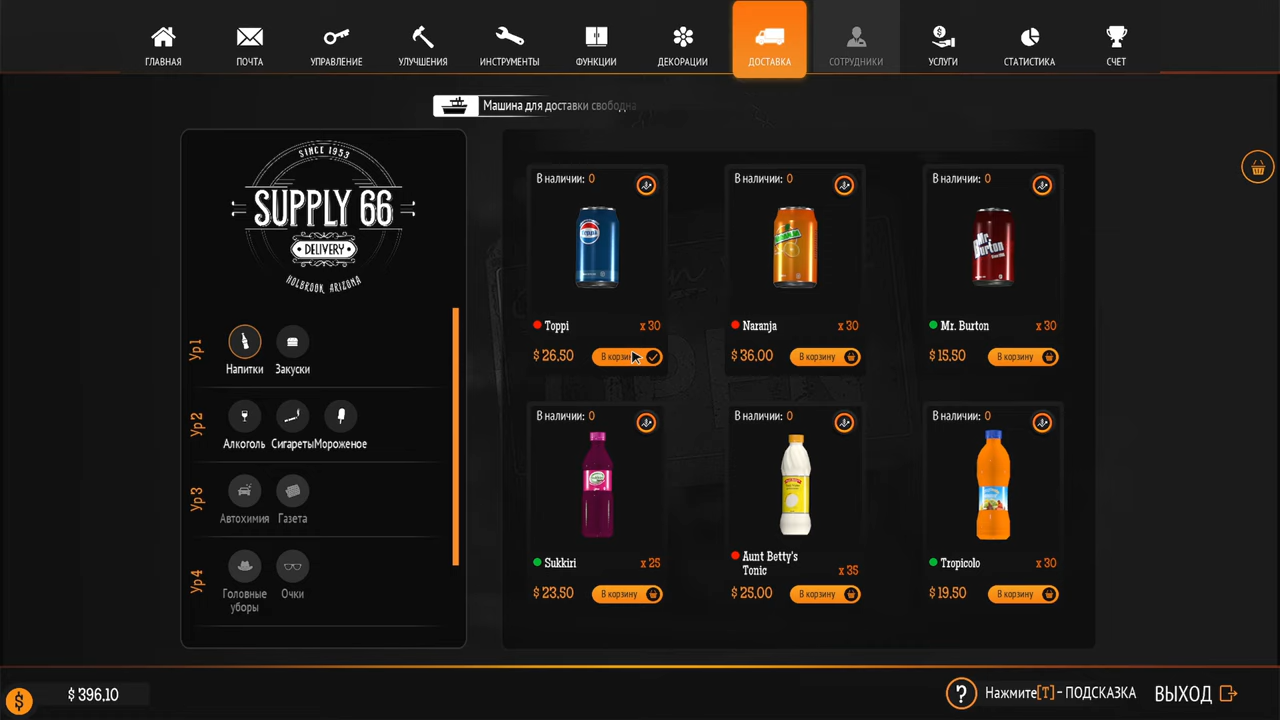 ГЛАВНАЯ
ПОЧТА
УПРАВЛЕНИЕ
УЛУЧШЕНИЯ
ИНСТРУМЕНТЫ
ФУНКЦИИ
ДЕКОРАЦИИ
ДОСТАВКА
СОТРУДНИКИ
УСЛУГИ
СТАТИСТИКА
СЧЕТ
Машина для доставки свободна
SINCE 1953
SUPPLY 66
DELIVERY
HOLBROOK, ARIZONA
Ур1
Напитки
Закуски
Ур2
Алкоголь
Сигареты
Мороженое
Ур3
Автохимия
Газета
Ур4
Головные
уборы
Очки
В наличии: 0
Toppi
Toppi x 30
$ 26.50 В корзину
В наличии: 0
Naranja x 30
$ 36.00 В корзину
В наличии: 0
Mr.
Burton
Mr. Burton x 30
$ 15.50 В корзину
В наличии: 0
Sukkiri x 25
$ 23.50 В корзину
В наличии: 0
Aunt Betty's
Tonic x 35
$ 25.00 В корзину
В наличии: 0
Tropicolo x 30
$ 19.50 В корзину
$ 396,10
? Нажмите[T] - ПОДСКАЗКА
ВЫХОД